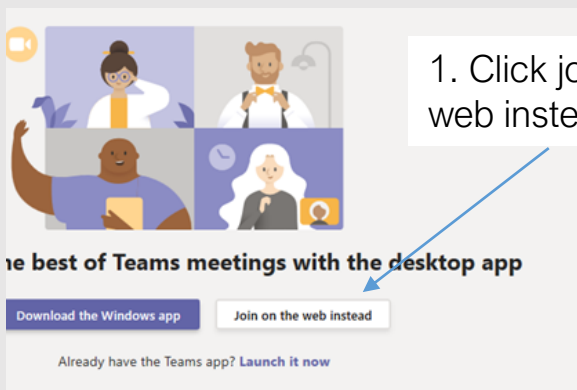 1. Click jo
web inste
he best of Teams meetings with the desktop app
Download the Windows app
Join on the web instead
Already have the Teams app? Launch it now